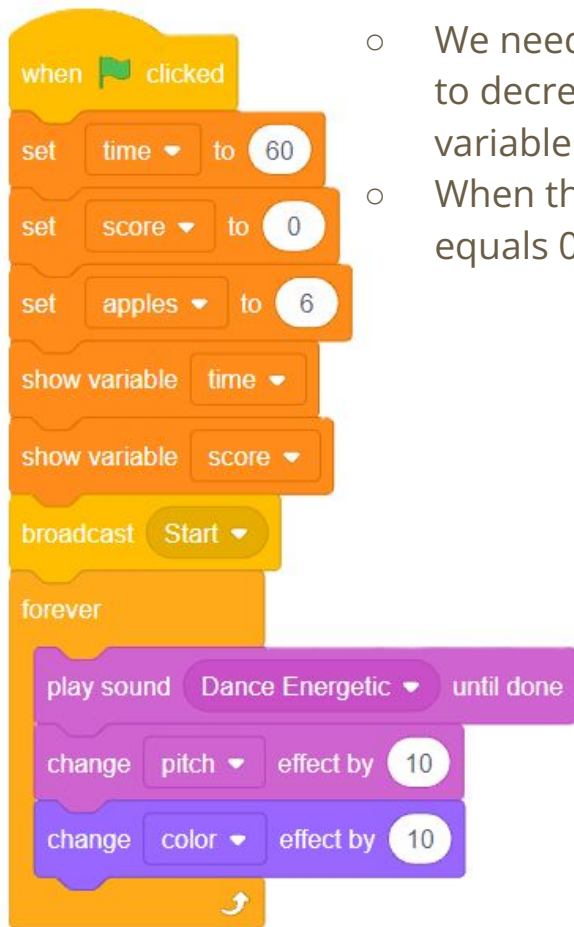 when clicked
set time to 60
set score to 0
set apples to 6
show variable time
show variable score
broadcast Start
forever
play sound Dance Energetic until done
change pitch effect by 10
change color effect by 10
○ We need
to decre
variable
○ When th
equals 0